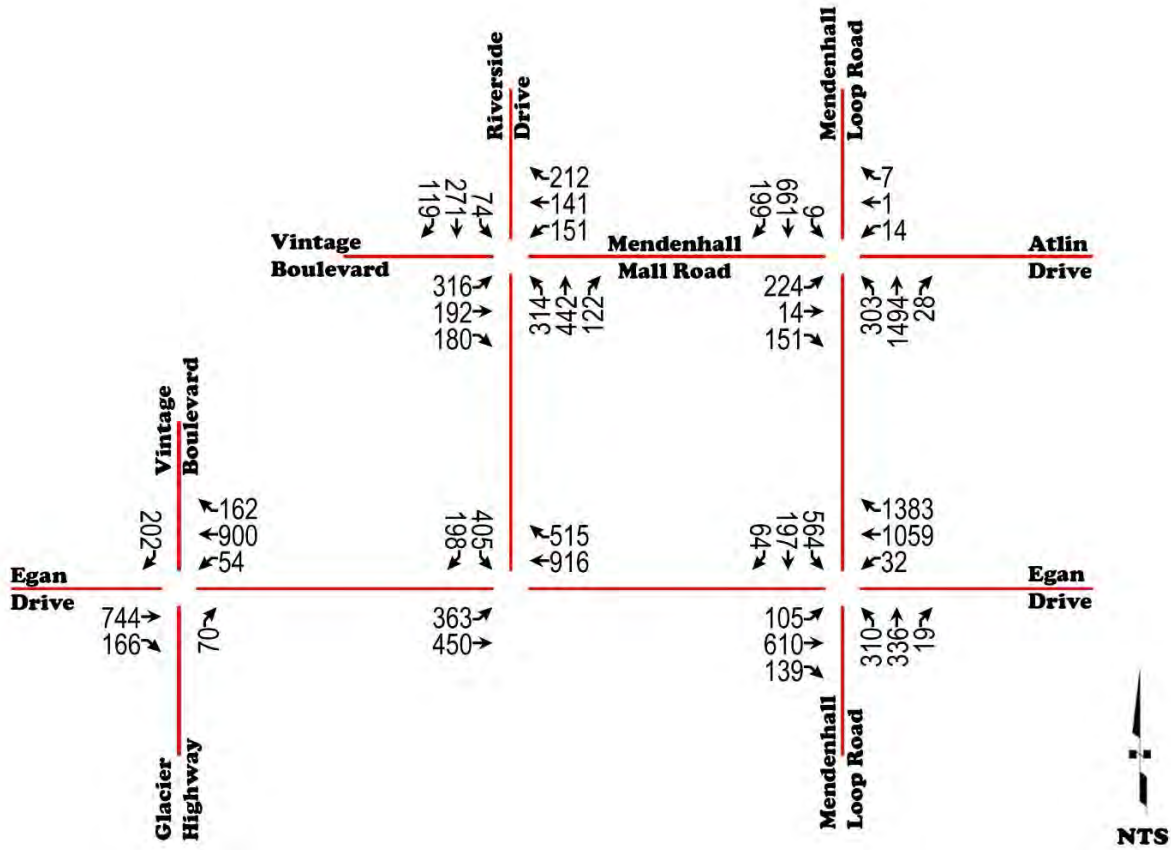 Riverside
Drive
Mendenhall
Loop Road
119
271
74
212
141
151
199
661
9
7
1
14
Vintage
Boulevard
Mendenhall
Mall Road
Atlin
Drive
316
192
180
314
442
122
224
14
151
303
1494
28
Vintage
Boulevard
202
162
900
54
198
405
515
916
64
197
564
1383
1059
32
Egan
Drive
Egan
Drive
744
166
70
363
450
105
610
139
310
336
19
Glacier
Highway
Mendenhall
Loop Road
NTS